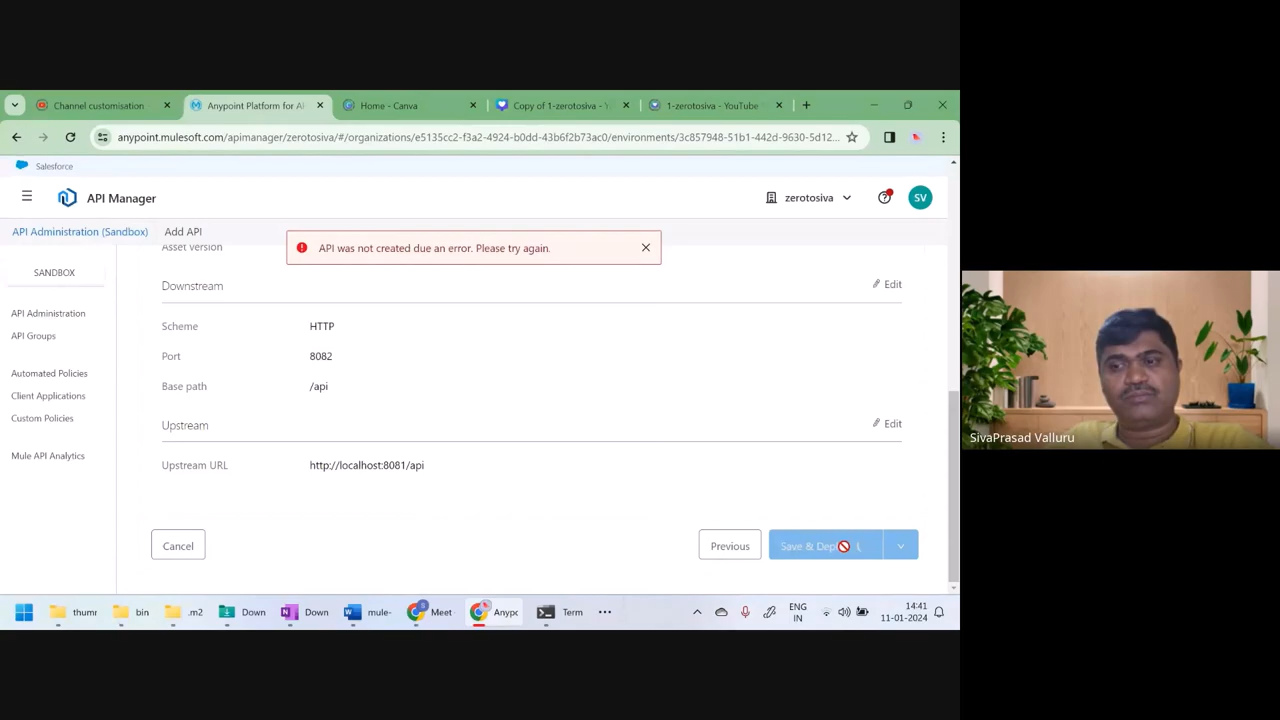 Channel customisation
Anypoint Platform for AI
Home - Canva
Copy of 1-zerotosiva - Yo
1-zerotosiva - YouTube
anypoint.mulesoft.com/apimanager/zerotosiva/#/organizations/e5135cc2-f3a2-4924-b0dd-43b6f2b73ac0/environments/3c857948-51b1-442d-9630-5d12...
Salesforce
API Manager
zerotosiva
SV
API Administration (Sandbox)
Add API
Asset version
API was not created due an error. Please try again.
SANDBOX
API Administration
API Groups
Automated Policies
Client Applications
Custom Policies
Mule API Analytics
Downstream
Edit
Scheme
HTTP
Port
8082
Base path
/api
Upstream
Edit
Upstream URL
http://localhost:8081/api
Cancel
Previous
Save & Dep
SivaPrasad Valluru
thumr
bin
.m2
Down
Down
mule-
Meet
Anypc
Term
ENG
IN
14:41
11-01-2024